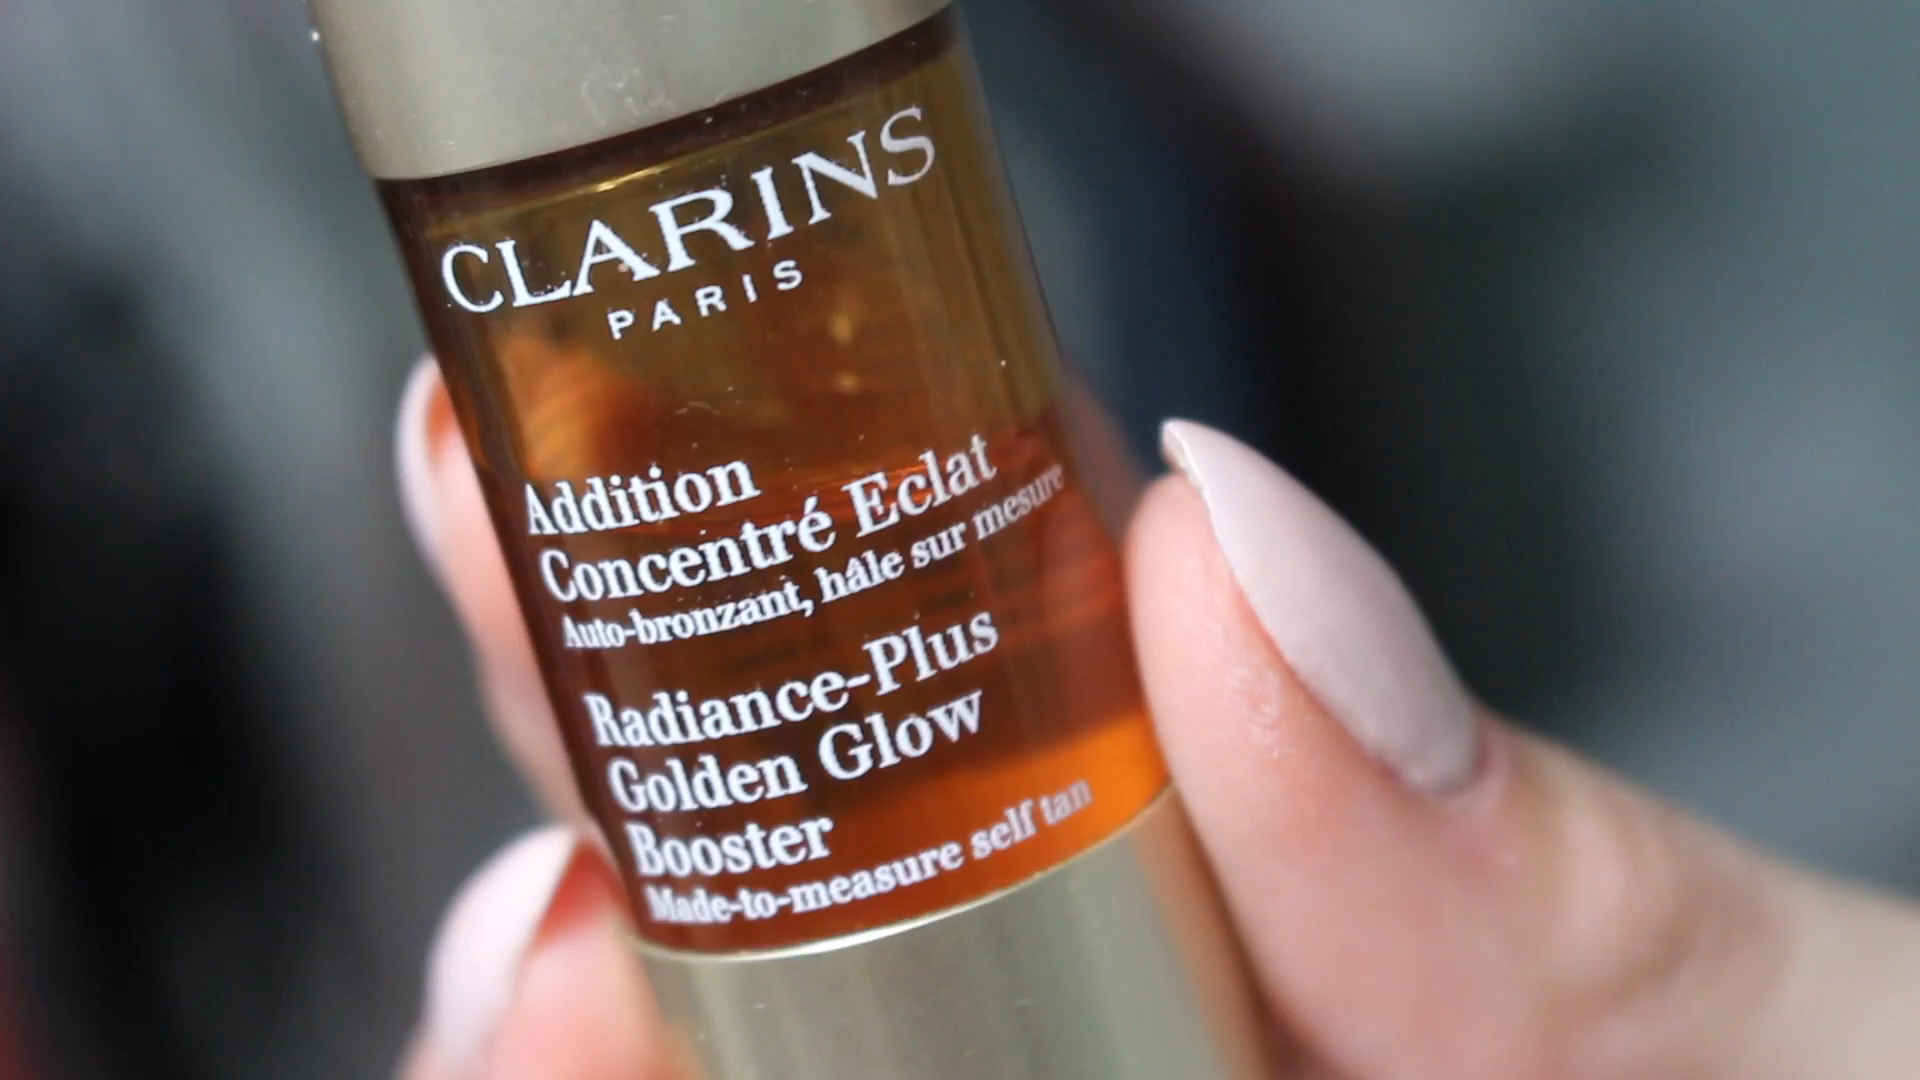 CLARINS
PARIS
Addition
Concentré Eclat
Auto-bronzant, hâle sur mesure
Radiance-Plus
Golden Glow
Booster
Made-to-measure self tan